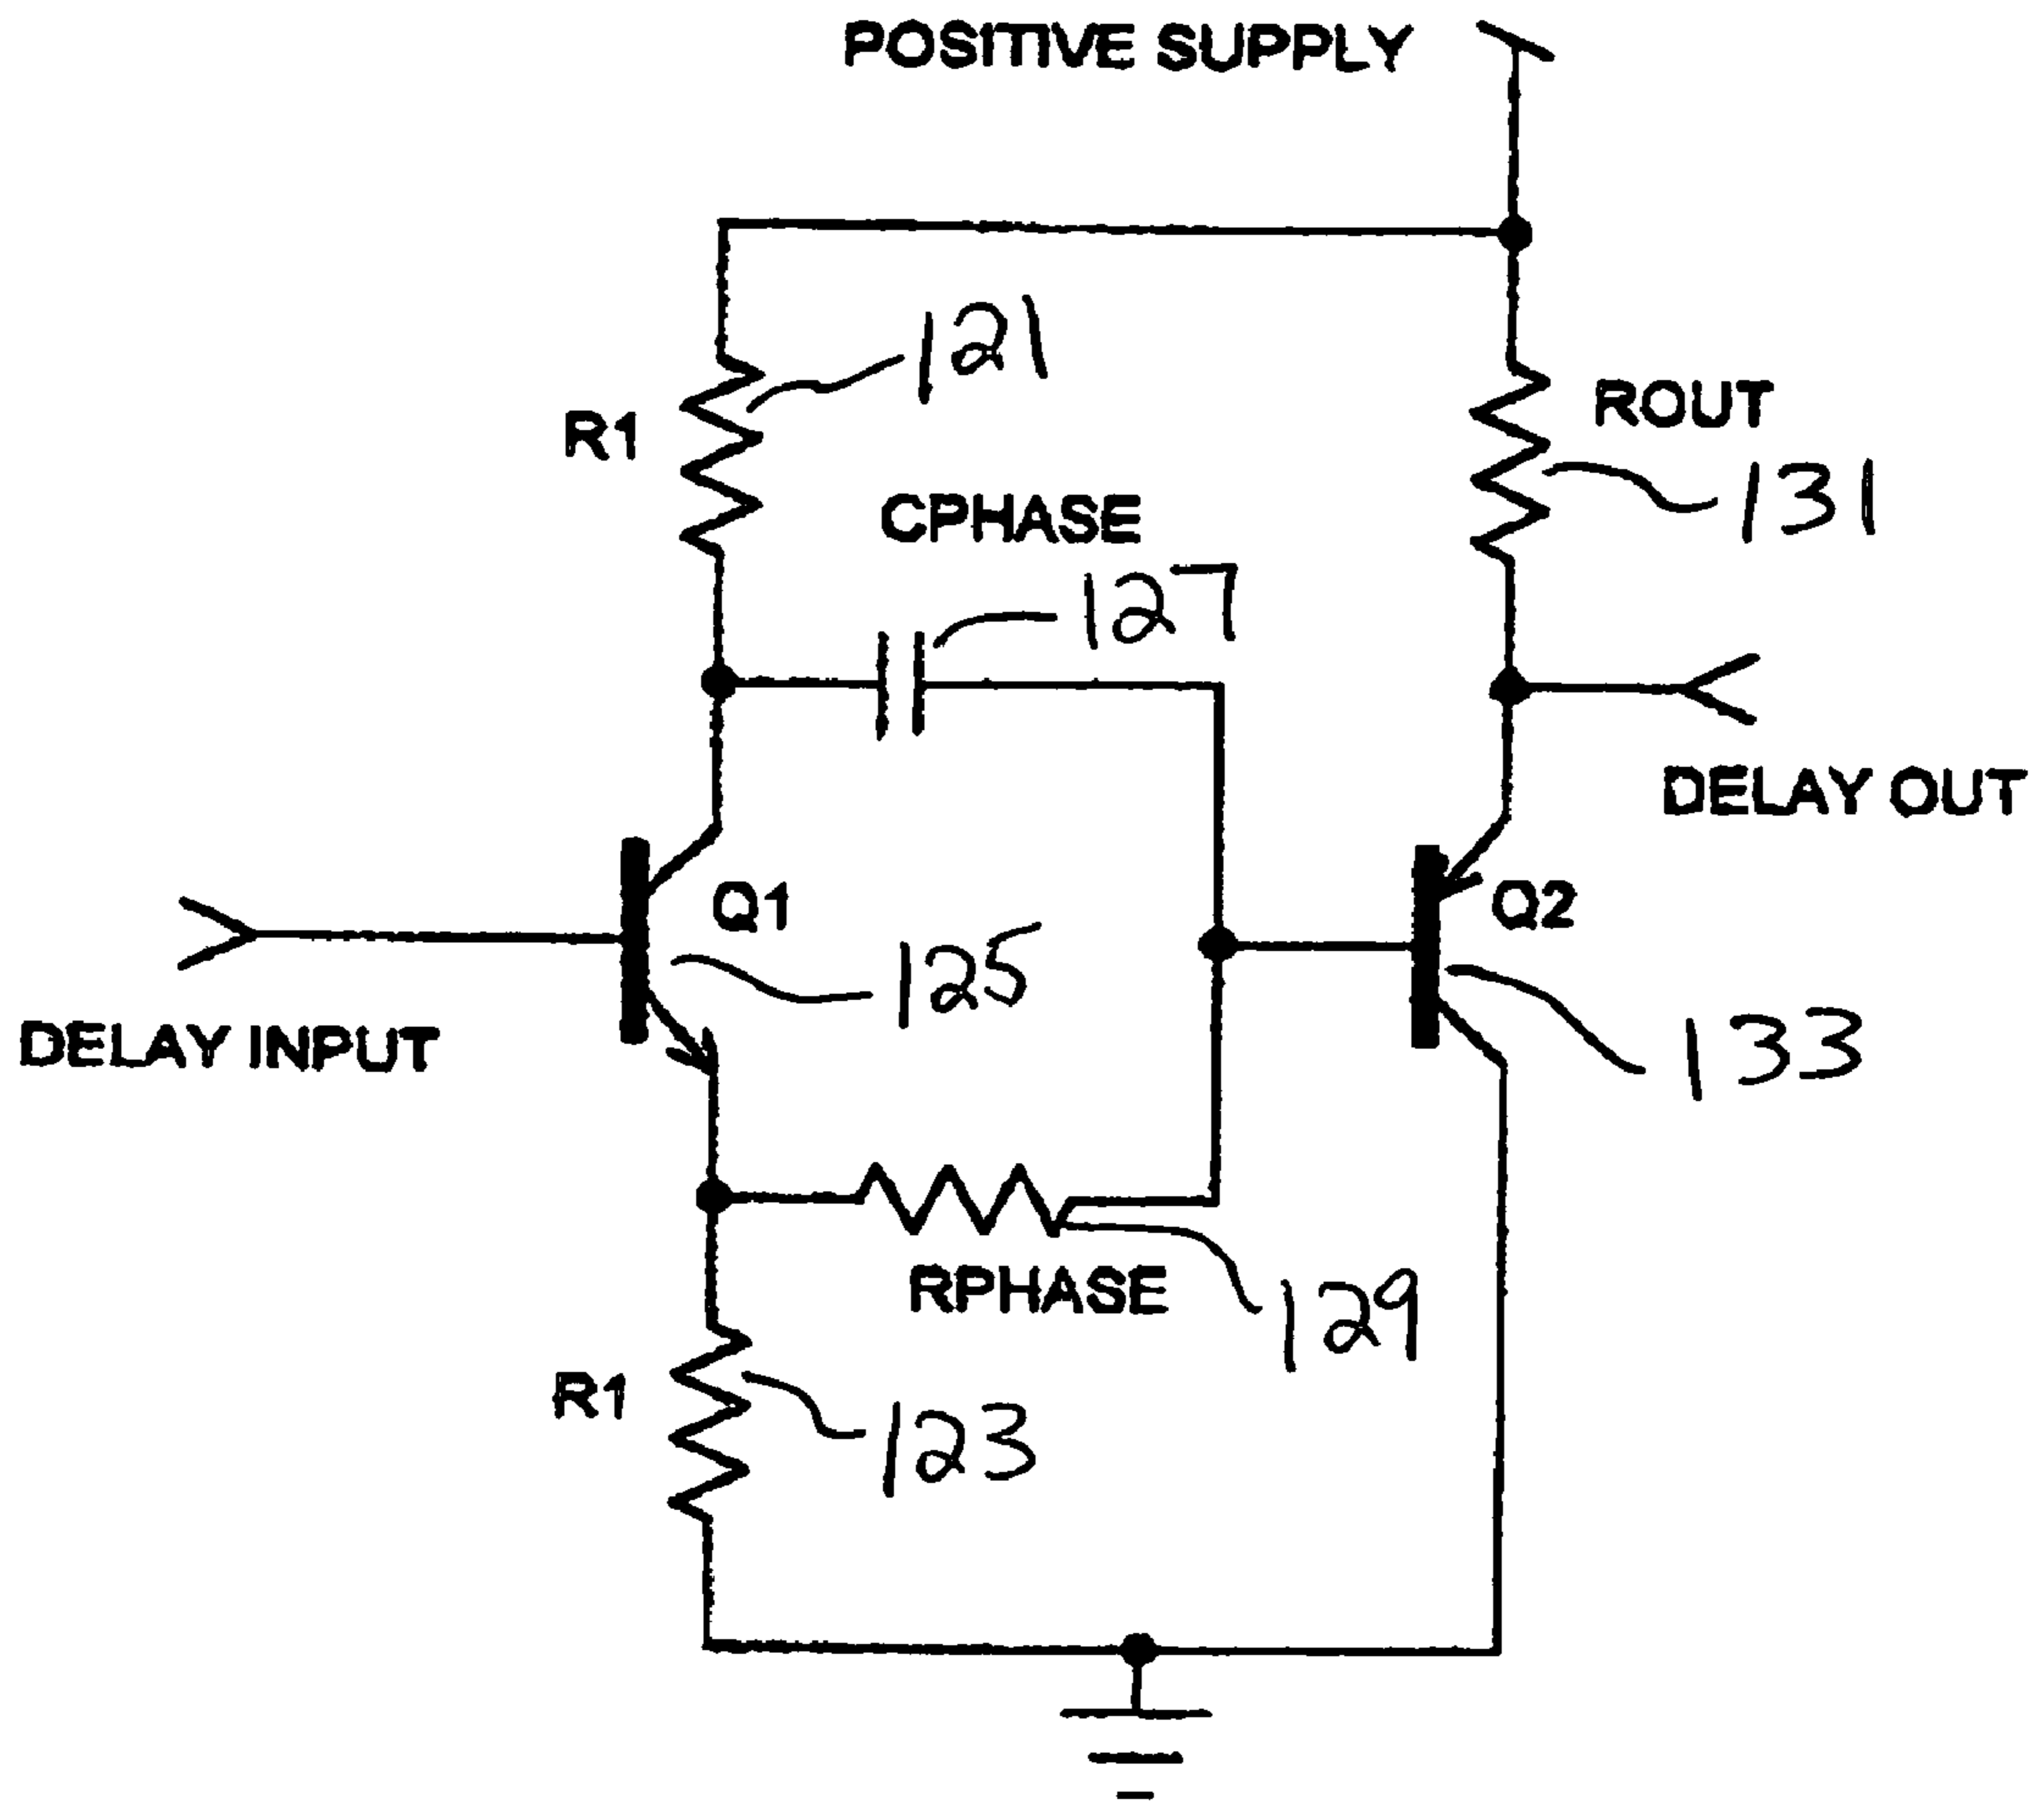 POSITIVE SUPPLY
121
R1
ROUT
131
CPHASE
127
DELAY OUT
Q1
Q2
125
DELAY INPUT
133
RPHASE
129
R1
123